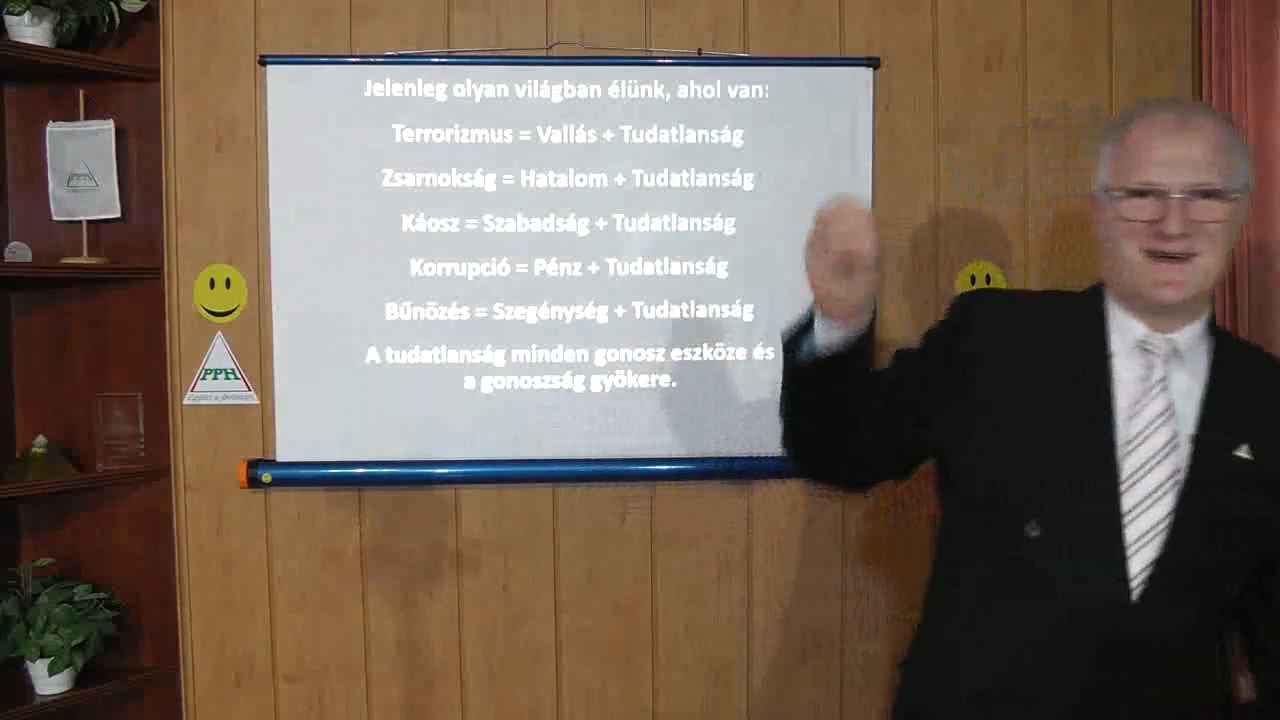 Jelenleg olyan világban élünk, ahol van:
Terrorizmus = Vallás + Tudatlanság
Zsarnokság = Hatalom + Tudatlanság
Káosz = Szabadság + Tudatlanság
Korrupció = Pénz + Tudatlanság
Bűnözés = Szegénység + Tudatlanság
A tudatlanság minden gonosz eszköze és
a gonoszság gyökere.
PPH